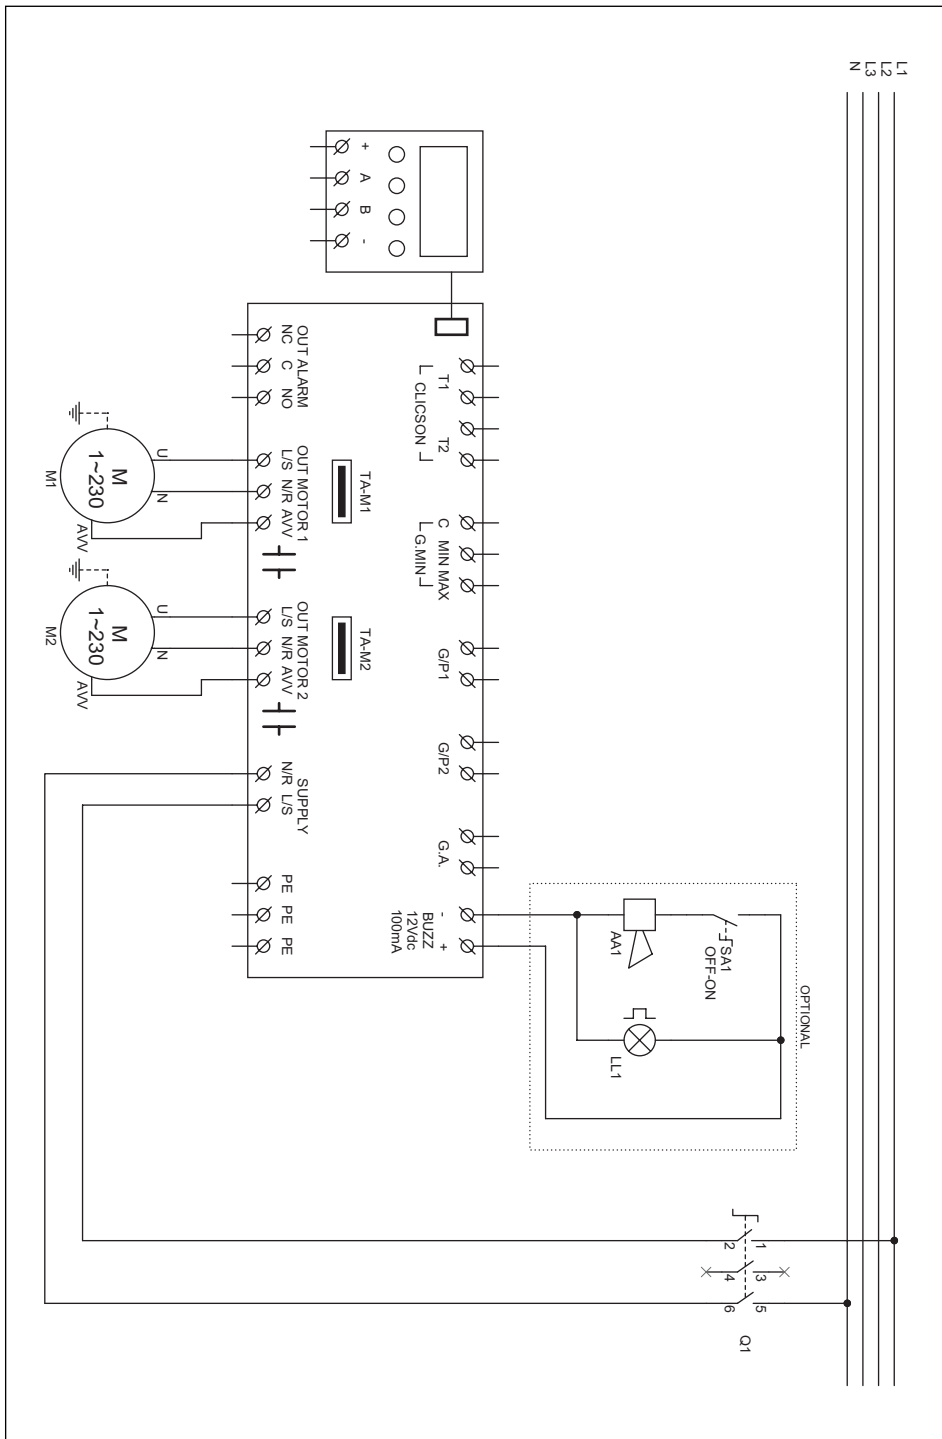 L1
L2
L3
N
OPTIONAL
1 3 5
Q1
2 4 6
SA1
OFF-ON
AA1
LL1
+ A B -
T1 T2
CLICSON
C MIN MAX
G.MIN
G/P1
G/P2
G.A.
- +
BUZZ
12Vdc
100mA
TA-M1
TA-M2
OUT ALARM
NC C NO
OUT MOTOR 1
L/S N/R AVV
OUT MOTOR 2
L/S N/R AVV
SUPPLY
N/R L/S
PE PE PE
U N
M
1~230
AVV
M1
U N
M
1~230
AVV
M2